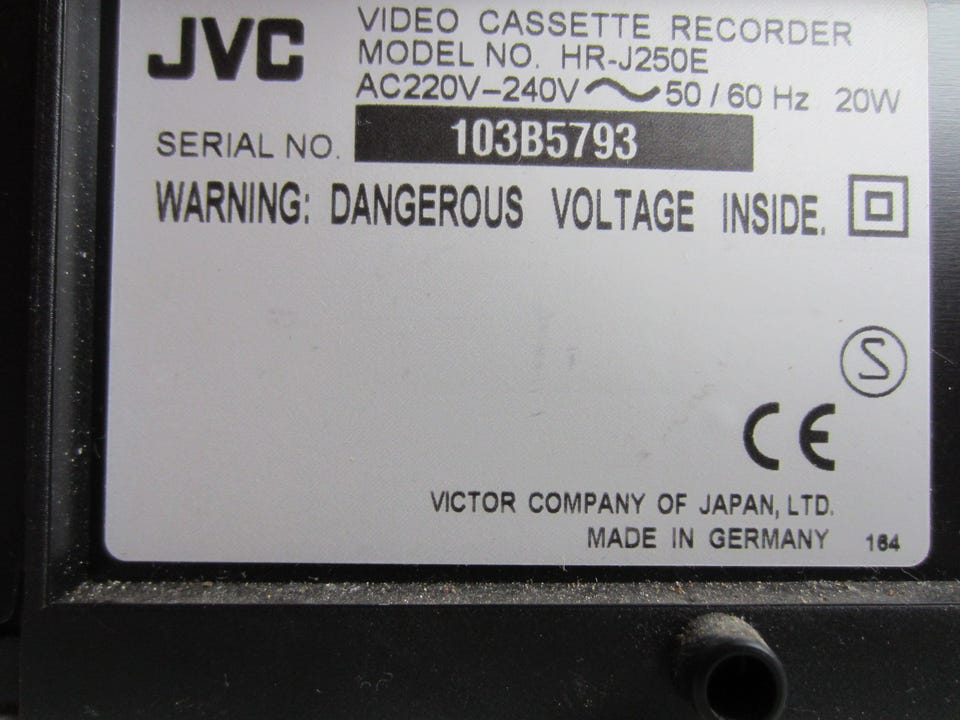 JVC
VIDEO CASSETTE RECORDER
MODEL NO. HR-J250E
AC220V–240V ~ 50 / 60 Hz 20W
SERIAL NO. 103B5793
WARNING: DANGEROUS VOLTAGE INSIDE.
S
CE
VICTOR COMPANY OF JAPAN, LTD.
MADE IN GERMANY 164